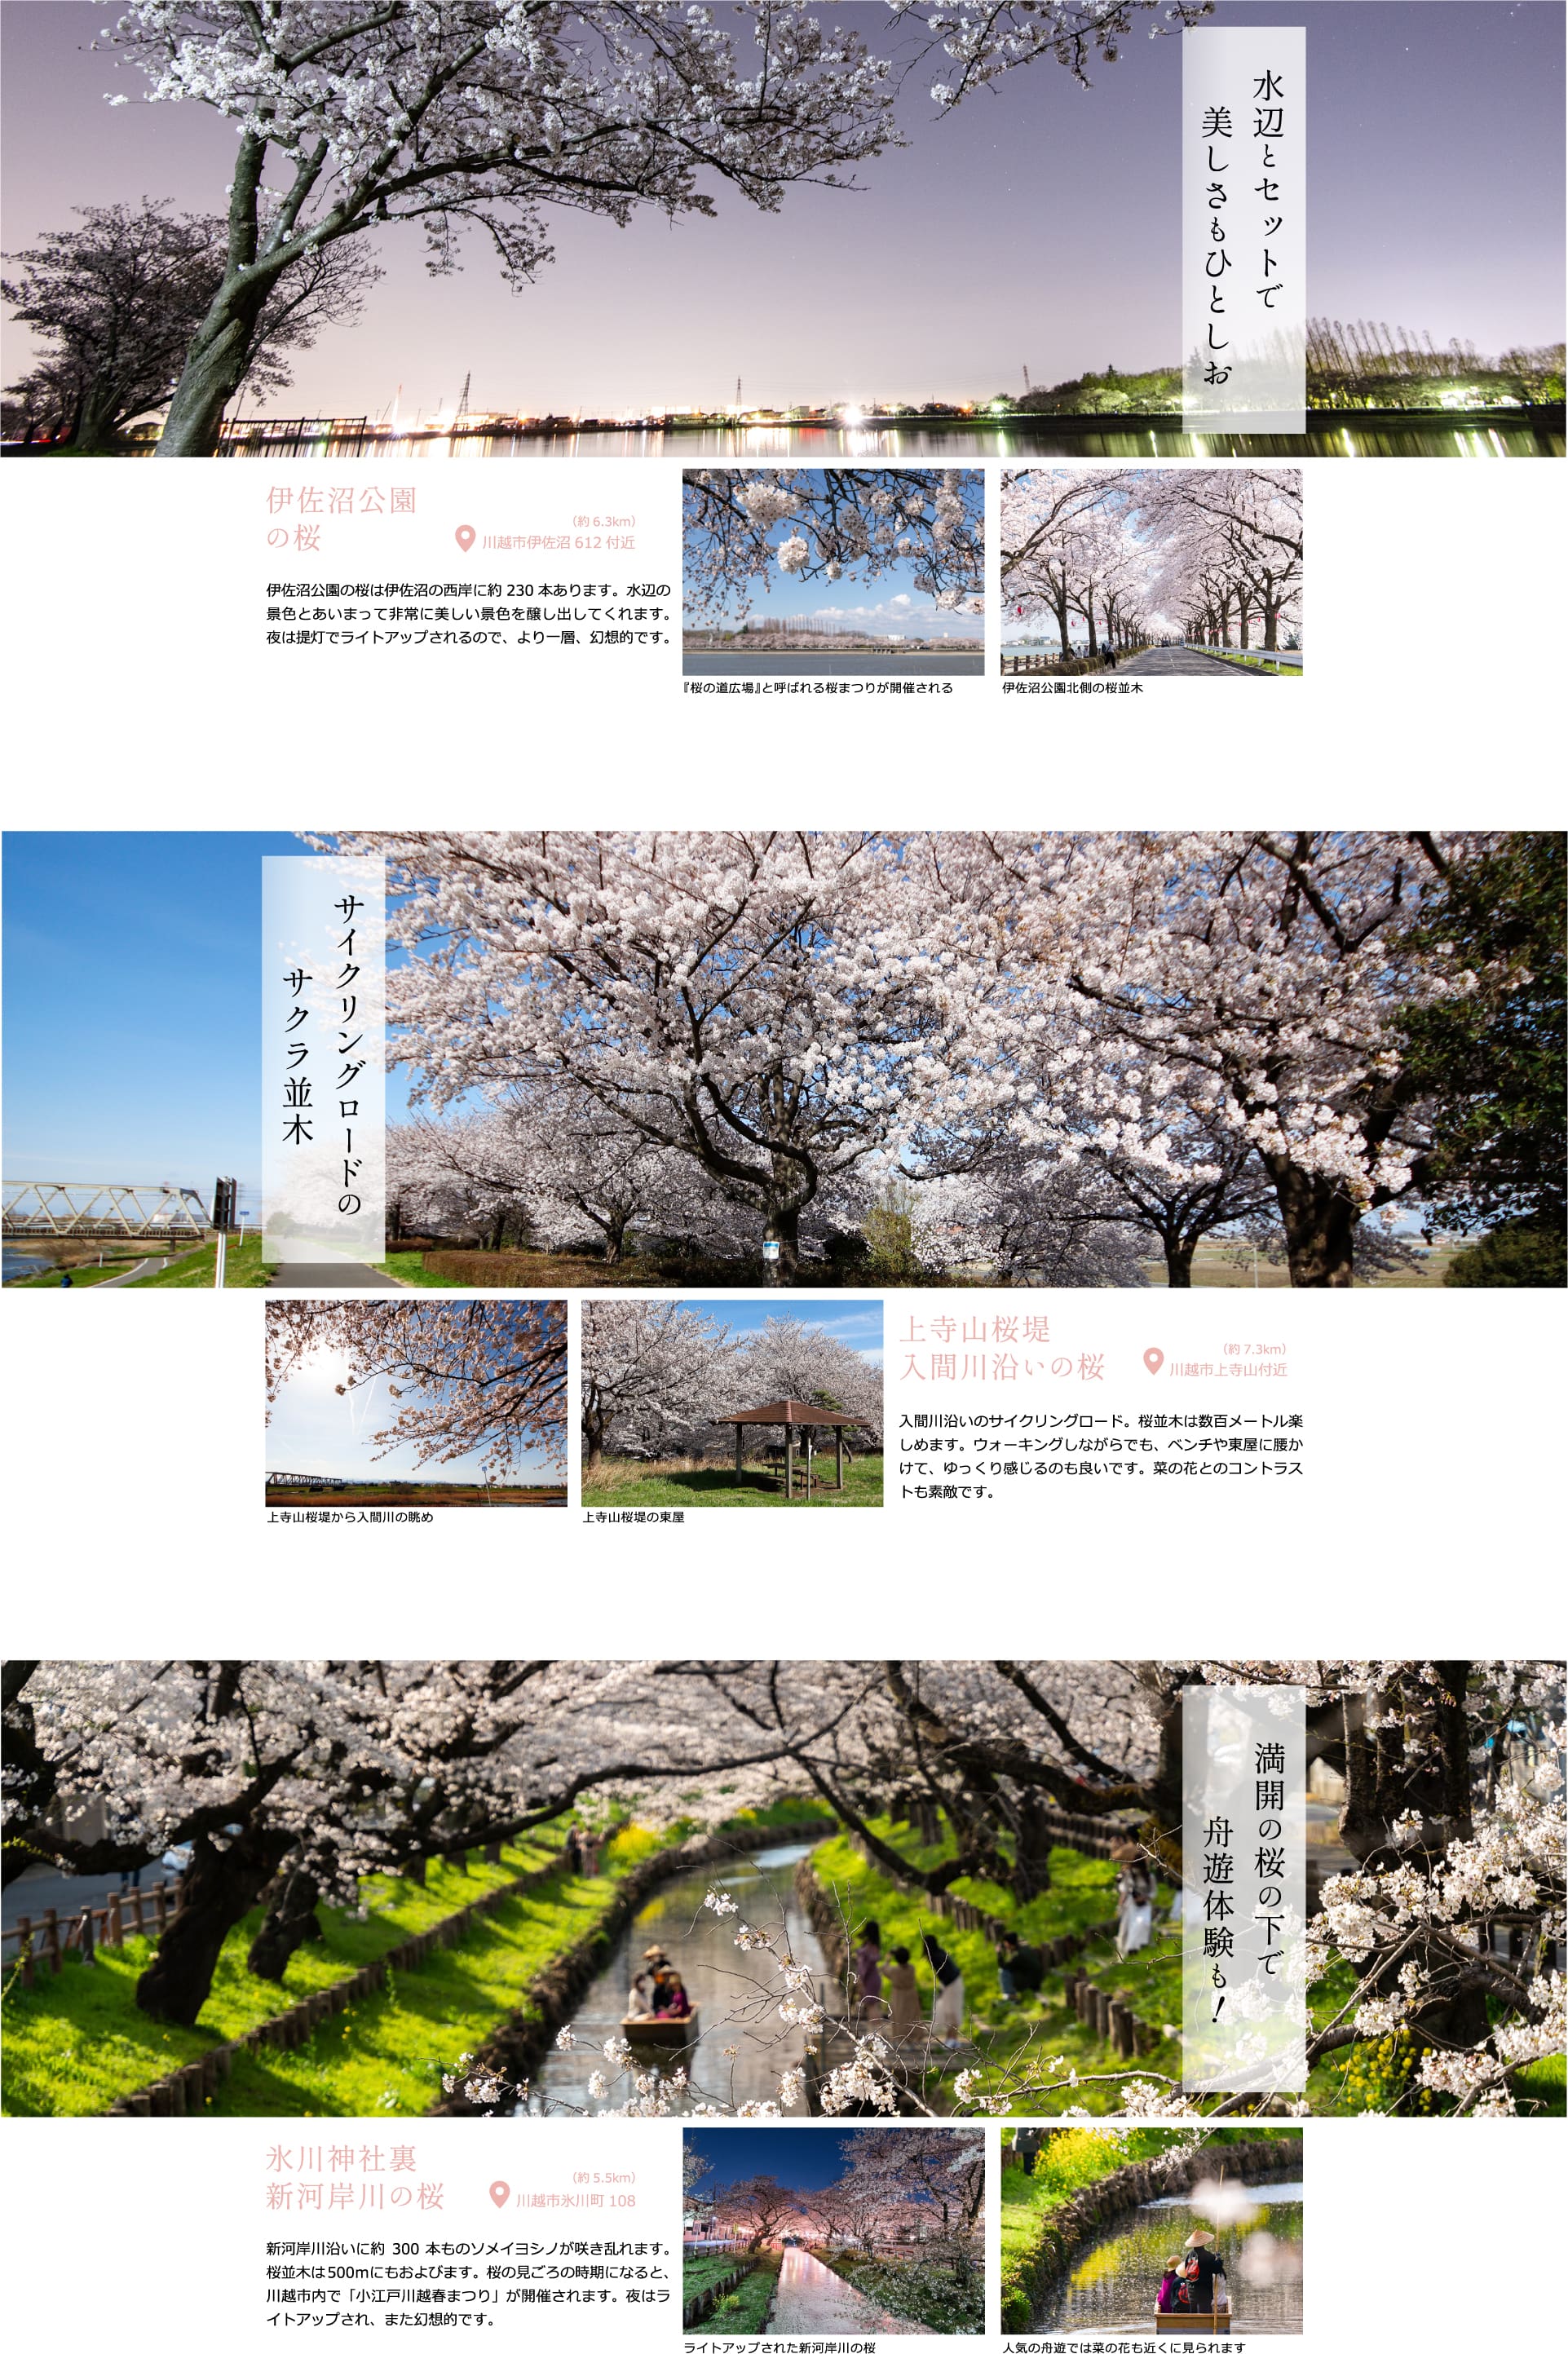 水辺とセットで
美しさもひとしお
伊佐沼公園
の桜
（約 6.3km）
川越市伊佐沼 612 付近
伊佐沼公園の桜は伊佐沼の西岸に約 230 本あります。水辺の
景色とあいまって非常に美しい景色を醸し出してくれます。
夜は提灯でライトアップされるので、より一層、幻想的です。
『桜の道広場』と呼ばれる桜まつりが開催される
伊佐沼公園北側の桜並木
サイクリングロードの
サクラ並木
上寺山桜堤から入間川の眺め
上寺山桜堤の東屋
上寺山桜堤
入間川沿いの桜
（約 7.3km）
川越市上寺山付近
入間川沿いのサイクリングロード。桜並木は数百メートル楽
しめます。ウォーキングしながらでも、ベンチや東屋に腰か
けて、ゆっくり感じるのも良いです。菜の花とのコントラス
トも素敵です。
満開の桜の下で
舟遊体験も！
氷川神社裏
新河岸川の桜
（約 5.5km）
川越市氷川町 108
新河岸川沿いに約 300 本ものソメイヨシノが咲き乱れます。
桜並木は500mにもおよびます。桜の見ごろの時期になると、
川越市内で「小江戸川越春まつり」が開催されます。夜はラ
イトアップされ、また幻想的です。
ライトアップされた新河岸川の桜
人気の舟遊では菜の花も近くに見られます